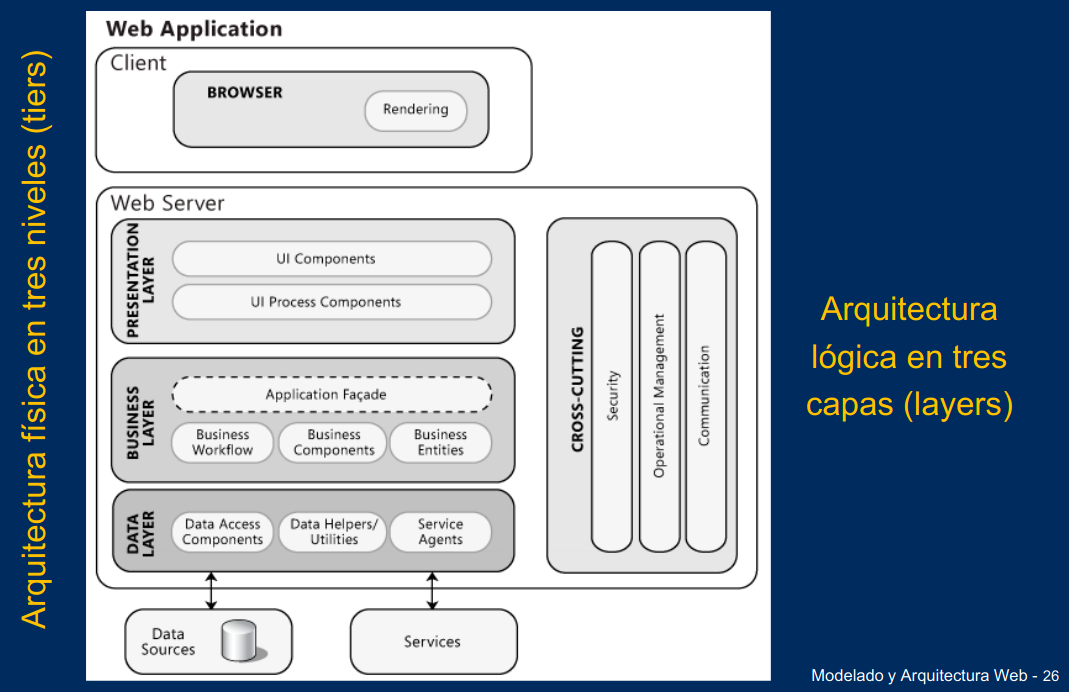 Arquitectura física en tres niveles (tiers)
Web Application
Client
BROWSER
Rendering
Web Server
PRESENTATION
LAYER
UI Components
UI Process Components
BUSINESS
LAYER
Application Façade
Business
Workflow
Business
Components
Business
Entities
DATA
LAYER
Data Access
Components
Data Helpers/
Utilities
Service
Agents
CROSS-CUTTING
Security
Operational Management
Communication
Data
Sources
Services
Arquitectura
lógica en tres
capas (layers)
Modelado y Arquitectura Web - 26